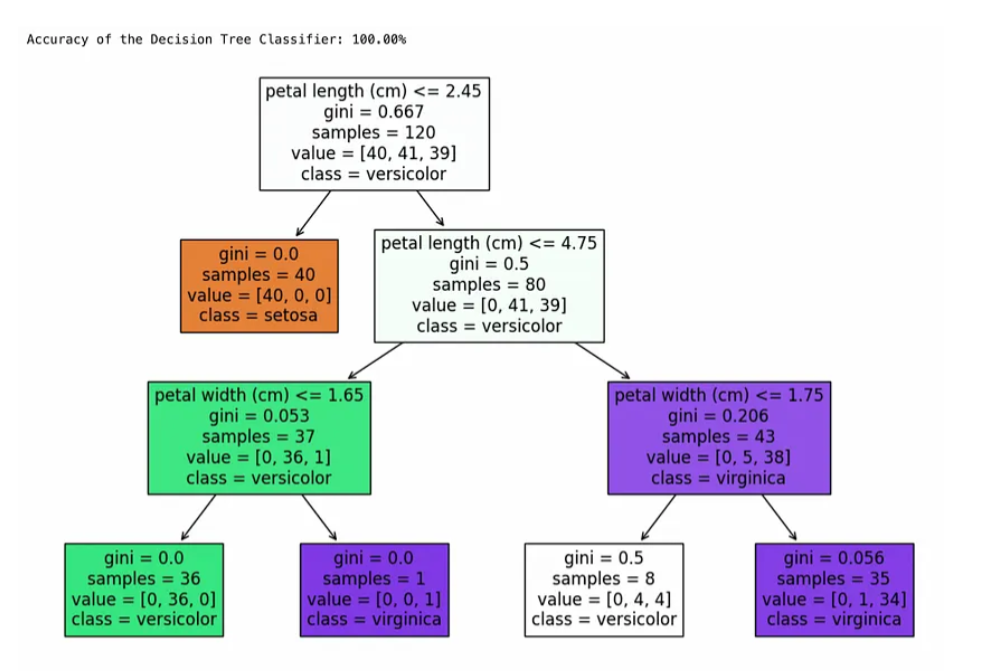 Accuracy of the Decision Tree Classifier: 100.00%
petal length (cm) <= 2.45
gini = 0.667
samples = 120
value = [40, 41, 39]
class = versicolor
gini = 0.0
samples = 40
value = [40, 0, 0]
class = setosa
petal length (cm) <= 4.75
gini = 0.5
samples = 80
value = [0, 41, 39]
class = versicolor
petal width (cm) <= 1.65
gini = 0.053
samples = 37
value = [0, 36, 1]
class = versicolor
petal width (cm) <= 1.75
gini = 0.206
samples = 43
value = [0, 5, 38]
class = virginica
gini = 0.0
samples = 36
value = [0, 36, 0]
class = versicolor
gini = 0.0
samples = 1
value = [0, 0, 1]
class = virginica
gini = 0.5
samples = 8
value = [0, 4, 4]
class = versicolor
gini = 0.056
samples = 35
value = [0, 1, 34]
class = virginica